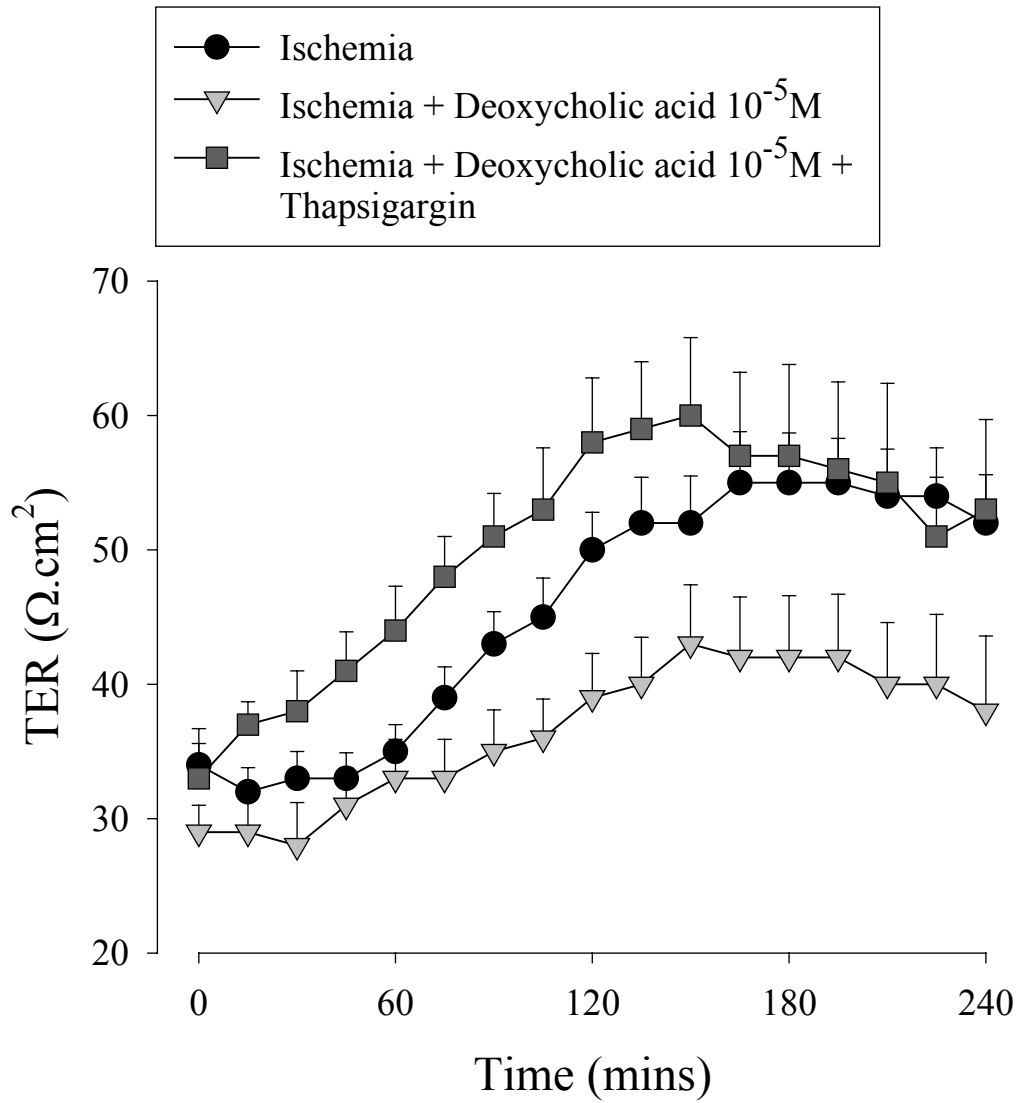 Ischemia
Ischemia + Deoxycholic acid 10⁻⁵M
Ischemia + Deoxycholic acid 10⁻⁵M +
Thapsigargin
70
60
50
40
30
20
TER (Ω.cm²)
0 60 120 180 240
Time (mins)